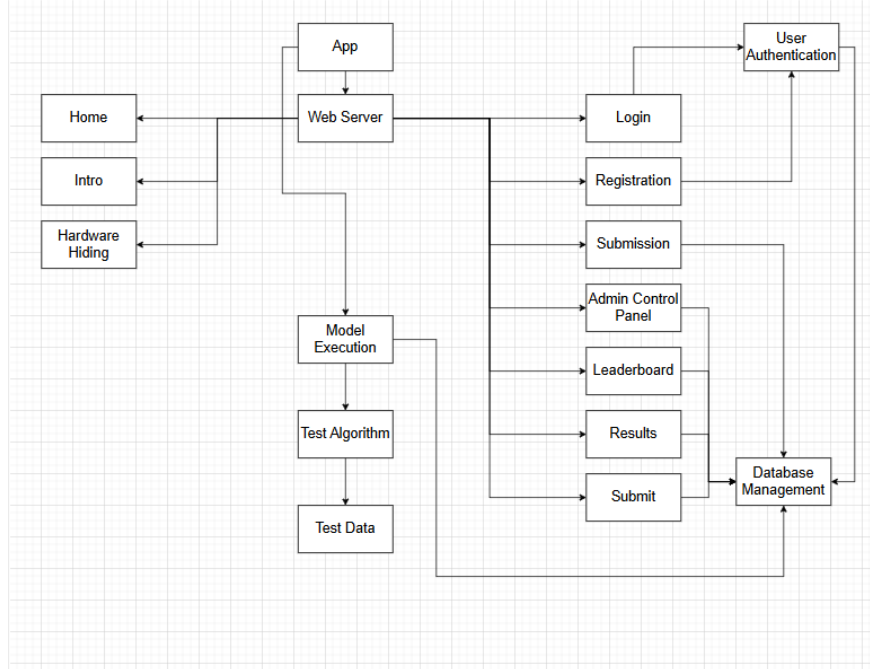 App
User
Authentication
Home
Web Server
Login
Intro
Registration
Hardware
Hiding
Submission
Admin Control
Panel
Model
Execution
Leaderboard
Test Algorithm
Results
Database
Management
Submit
Test Data